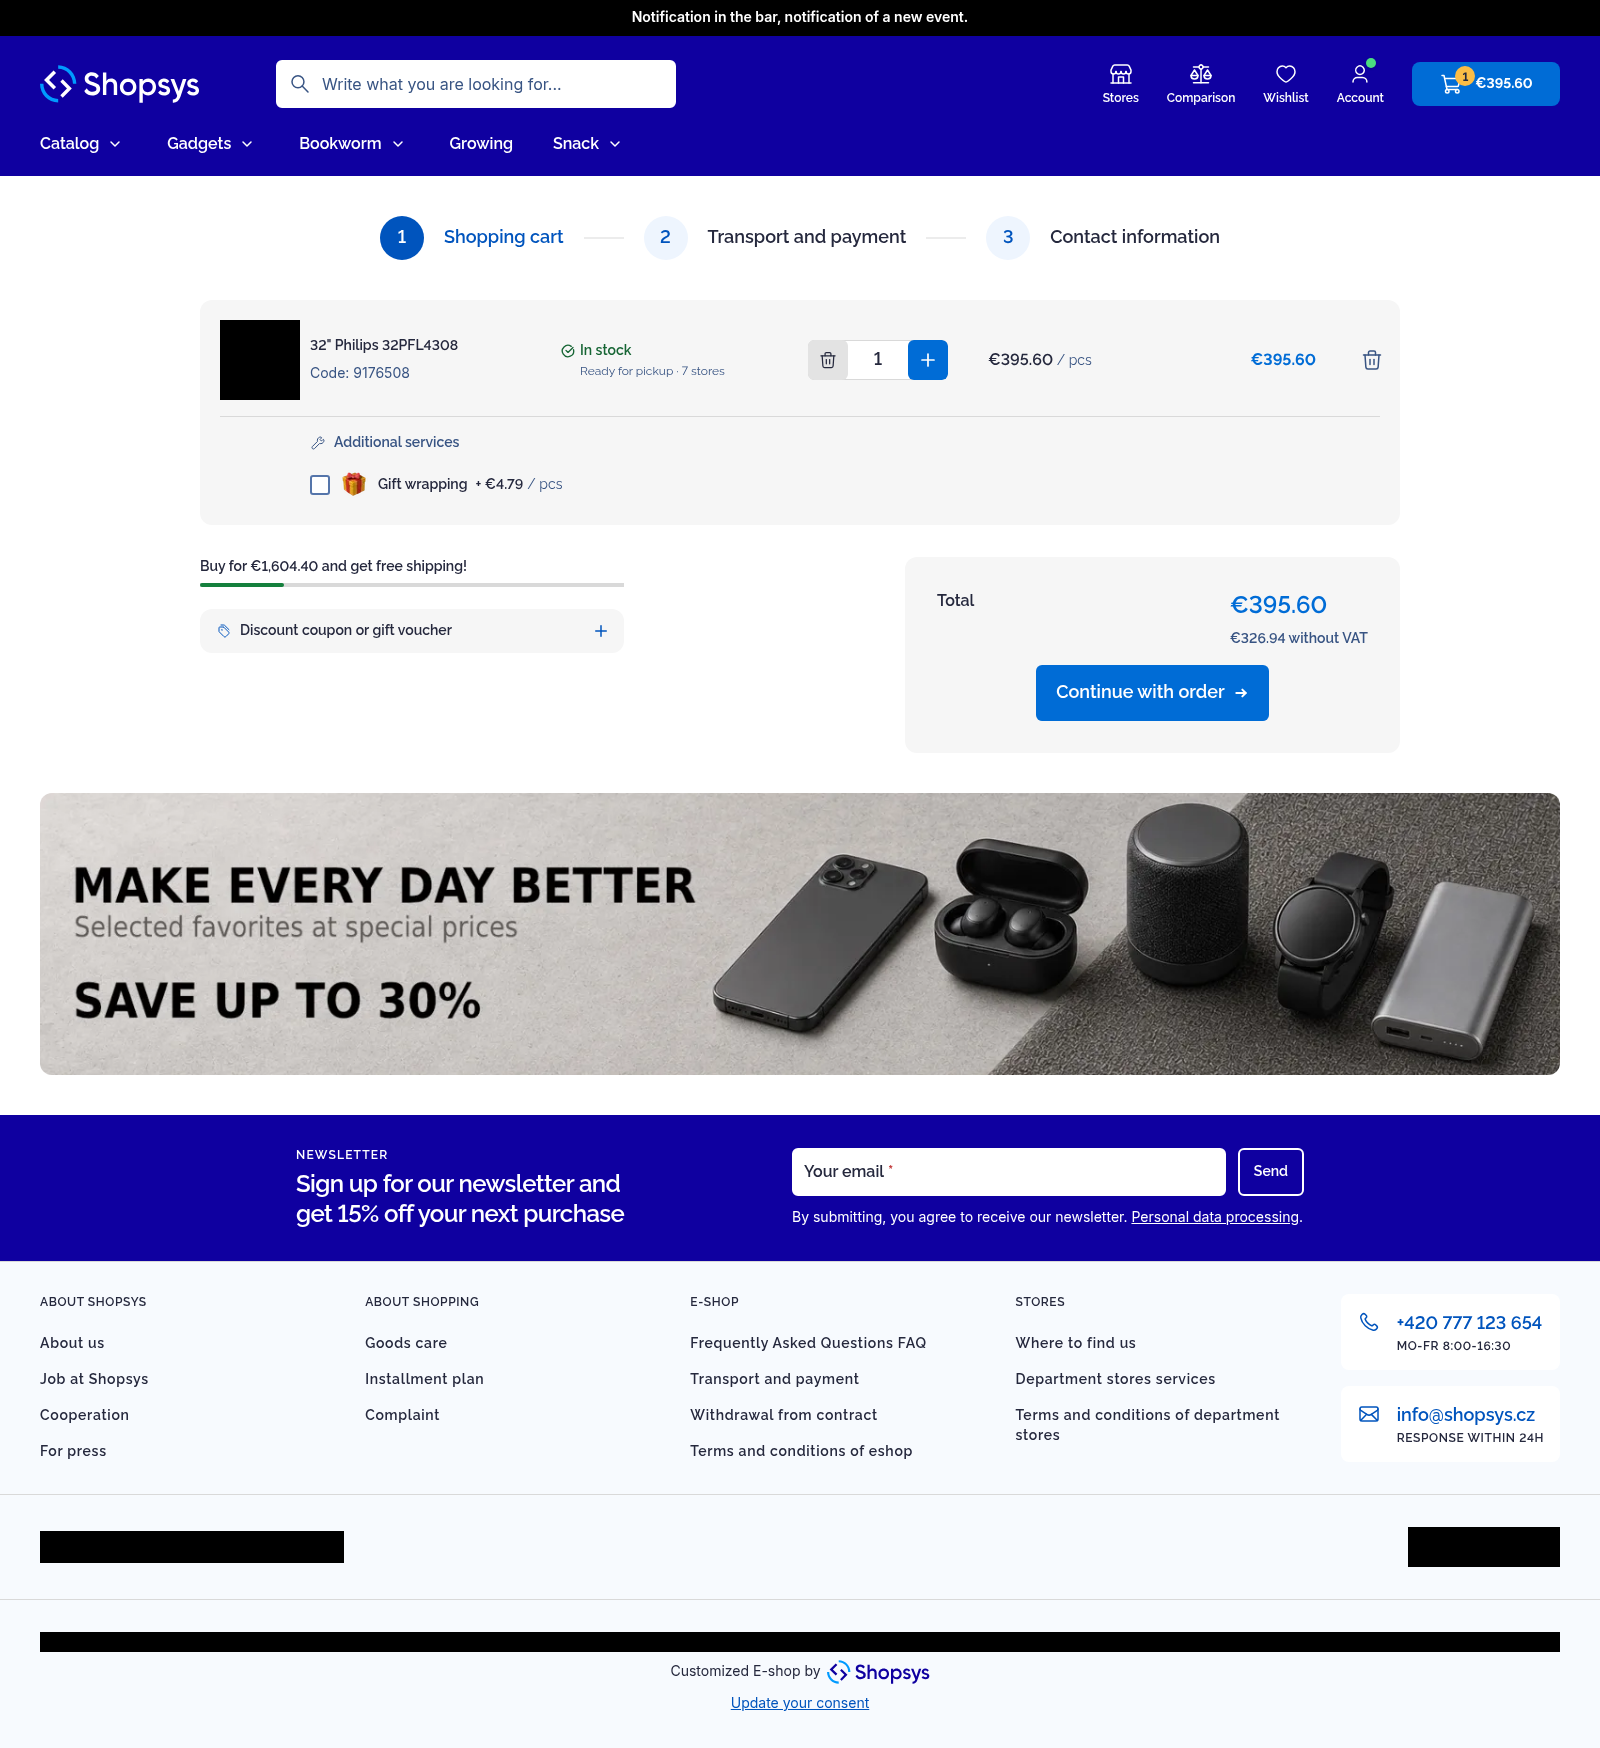 Notification in the bar, notification of a new event.
Shopsys
Write what you are looking for...
Stores
Comparison
Wishlist
Account
1
€395.60
Catalog
Gadgets
Bookworm
Growing
Snack
1
Shopping cart
2
Transport and payment
3
Contact information
32" Philips 32PFL4308
Code: 9176508
In stock
Ready for pickup · 7 stores
1
€395.60 / pcs
€395.60
Additional services
Gift wrapping + €4.79 / pcs
Buy for €1,604.40 and get free shipping!
Discount coupon or gift voucher
Total
€395.60
€326.94 without VAT
Continue with order
MAKE EVERY DAY BETTER
Selected favorites at special prices
SAVE UP TO 30%
NEWSLETTER
Sign up for our newsletter and
get 15% off your next purchase
Your email *
Send
By submitting, you agree to receive our newsletter. Personal data processing.
ABOUT SHOPSYS
About us
Job at Shopsys
Cooperation
For press
ABOUT SHOPPING
Goods care
Installment plan
Complaint
E-SHOP
Frequently Asked Questions FAQ
Transport and payment
Withdrawal from contract
Terms and conditions of eshop
STORES
Where to find us
Department stores services
Terms and conditions of department
stores
+420 777 123 654
MO-FR 8:00-16:30
info@shopsys.cz
RESPONSE WITHIN 24H
Customized E-shop by Shopsys
Update your consent